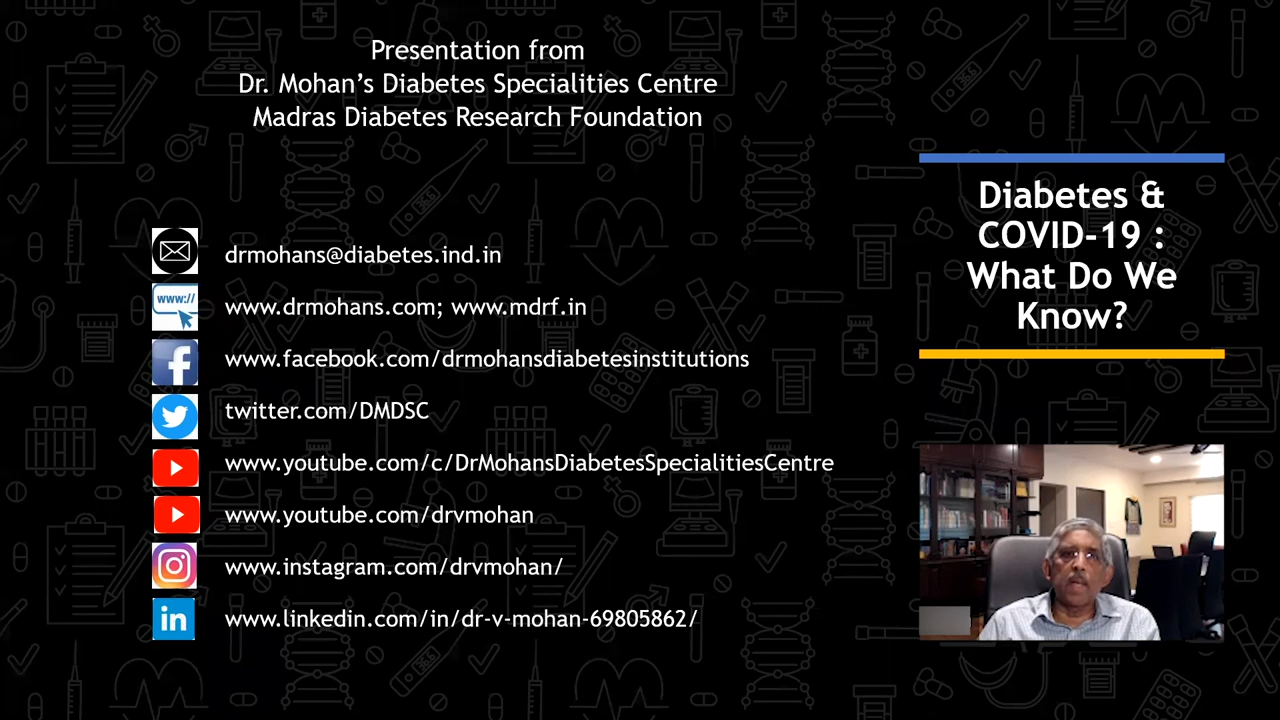 Presentation from
Dr. Mohan’s Diabetes Specialities Centre
Madras Diabetes Research Foundation
drmohans@diabetes.ind.in
www://
www.drmohans.com; www.mdrf.in
f
www.facebook.com/drmohansdiabetesinstitutions
twitter.com/DMDSC
www.youtube.com/c/DrMohansDiabetesSpecialitiesCentre
www.youtube.com/drvmohan
www.instagram.com/drvmohan/
in
www.linkedin.com/in/dr-v-mohan-69805862/
Diabetes &
COVID-19 :
What Do We
Know?